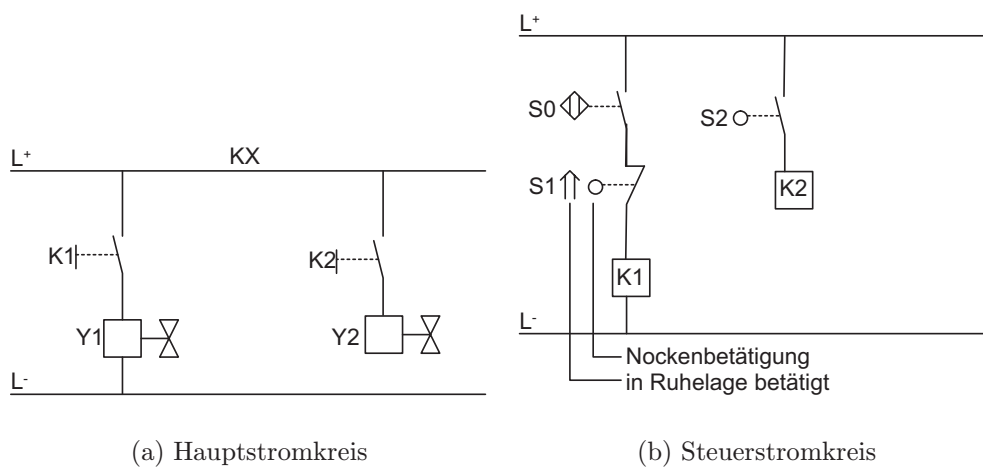 L+ KX
K1 K2
Y1 Y2
L-
(a) Hauptstromkreis
L+
S0 S2
S1 K2
K1
L-
Nockenbetätigung
in Ruhelage betätigt
(b) Steuerstromkreis